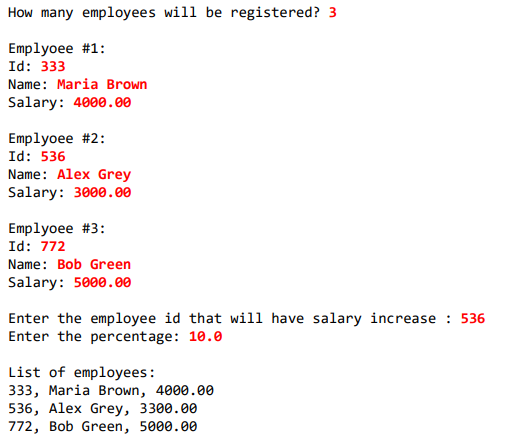 How many employees will be registered? 3
Emplyoee #1:
Id: 333
Name: Maria Brown
Salary: 4000.00
Emplyoee #2:
Id: 536
Name: Alex Grey
Salary: 3000.00
Emplyoee #3:
Id: 772
Name: Bob Green
Salary: 5000.00
Enter the employee id that will have salary increase : 536
Enter the percentage: 10.0
List of employees:
333, Maria Brown, 4000.00
536, Alex Grey, 3300.00
772, Bob Green, 5000.00